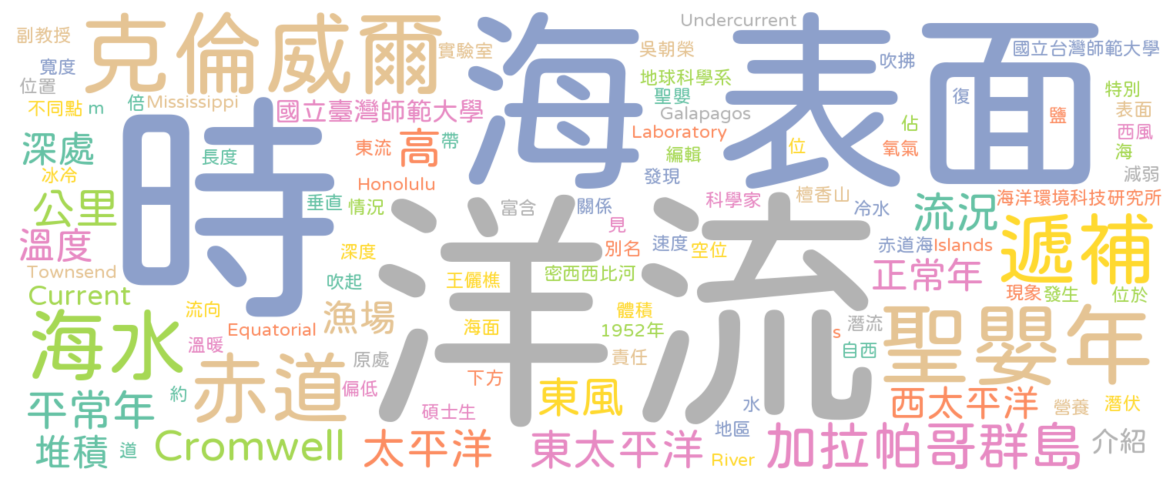 副教授
克倫威爾
實驗室
海
Undercurrent
吳朝榮
表面
國立台灣師範大學
寬度
位置
地球科學系
吹拂
不同點
m
倍
Mississippi
國立臺灣師範大學
聖嬰
Galapagos
復
特別
表面
鹽
時
深處
長度
東流
高
帶
Laboratory
編輯
位
佔
氧氣
西風
海
冰冷
Honolulu
發現
減弱
公里
垂直
情況
洋流
富含
關係
科學家
檀香山
冷水
流況
海洋環境科技研究所
溫度
深度
見
別名
速度
空位
赤道海
Islands
遞補
Townsend
吹起
王儷樵
密西西比河
正常年
Current
流向
漁場
體積
現象
發生
位於
海水
Equatorial
海面
1952年
s
潛流
聖嬰年
溫暖
原處
責任
自西
赤道
偏低
下方
平常年
約
碩士生
東風
水
西太平洋
營養
潛伏
堆積
道
Cromwell
太平洋
東太平洋
地區
River
加拉帕哥群島
介紹